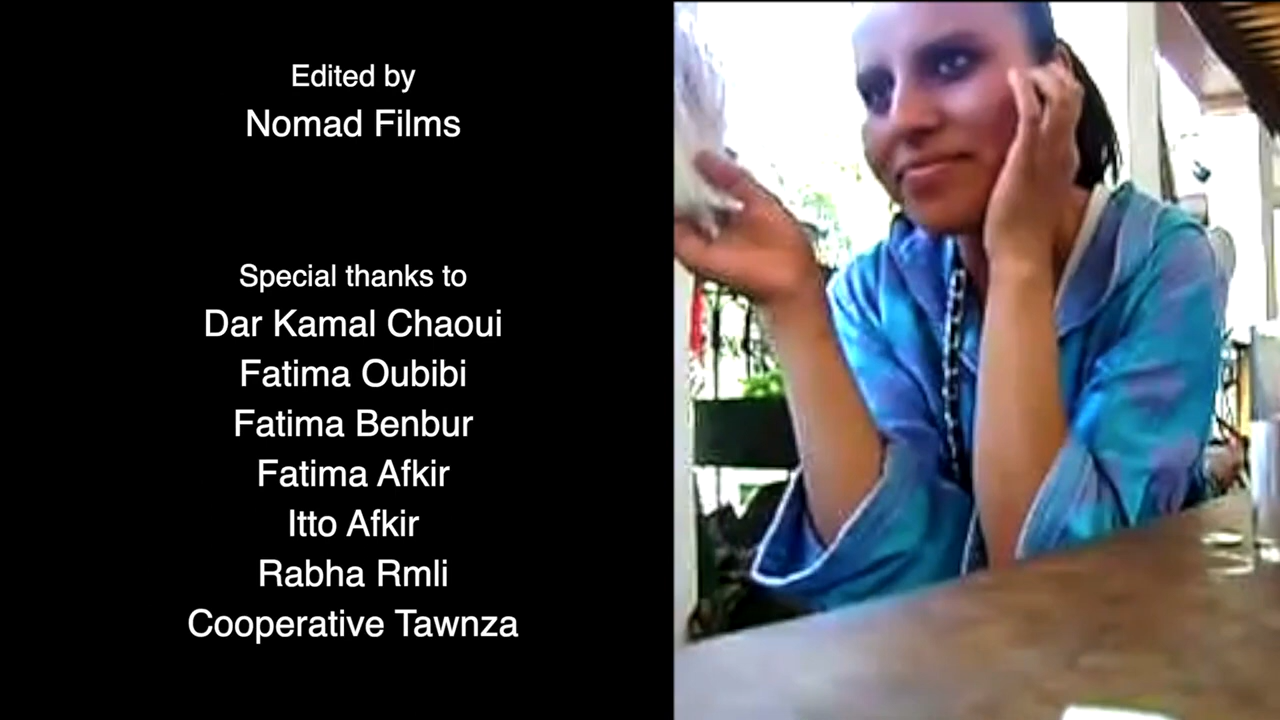 Edited by
Nomad Films
Special thanks to
Dar Kamal Chaoui
Fatima Oubibi
Fatima Benbur
Fatima Afkir
Itto Afkir
Rabha Rmli
Cooperative Tawnza